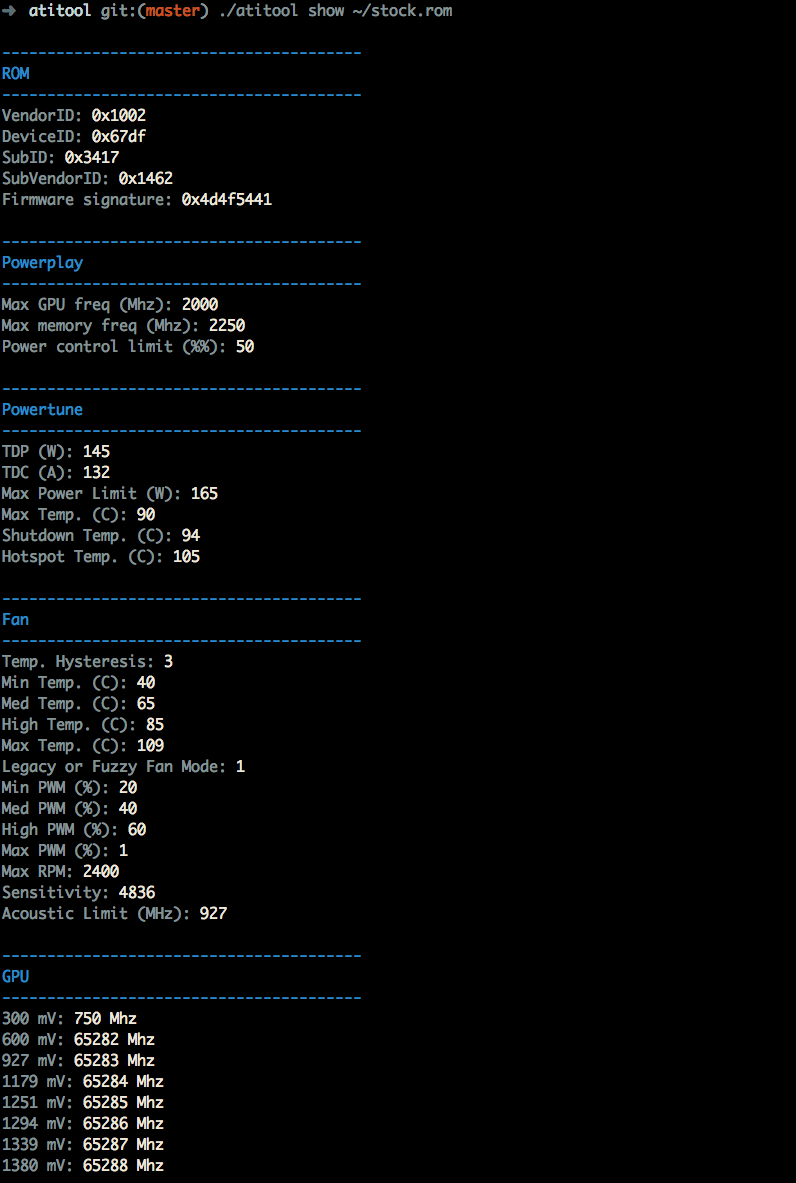 ➜ atitool git:(master) ./atitool show ~/stock.rom
----------------------------------------
ROM
----------------------------------------
VendorID: 0x1002
DeviceID: 0x67df
SubID: 0x3417
SubVendorID: 0x1462
Firmware signature: 0x4d4f5441
----------------------------------------
Powerplay
----------------------------------------
Max GPU freq (Mhz): 2000
Max memory freq (Mhz): 2250
Power control limit (%%): 50
----------------------------------------
Powertune
----------------------------------------
TDP (W): 145
TDC (A): 132
Max Power Limit (W): 165
Max Temp. (C): 90
Shutdown Temp. (C): 94
Hotspot Temp. (C): 105
----------------------------------------
Fan
----------------------------------------
Temp. Hysteresis: 3
Min Temp. (C): 40
Med Temp. (C): 65
High Temp. (C): 85
Max Temp. (C): 109
Legacy or Fuzzy Fan Mode: 1
Min PWM (%): 20
Med PWM (%): 40
High PWM (%): 60
Max PWM (%): 1
Max RPM: 2400
Sensitivity: 4836
Acoustic Limit (MHz): 927
----------------------------------------
GPU
----------------------------------------
300 mV: 750 Mhz
600 mV: 65282 Mhz
927 mV: 65283 Mhz
1179 mV: 65284 Mhz
1251 mV: 65285 Mhz
1294 mV: 65286 Mhz
1339 mV: 65287 Mhz
1380 mV: 65288 Mhz